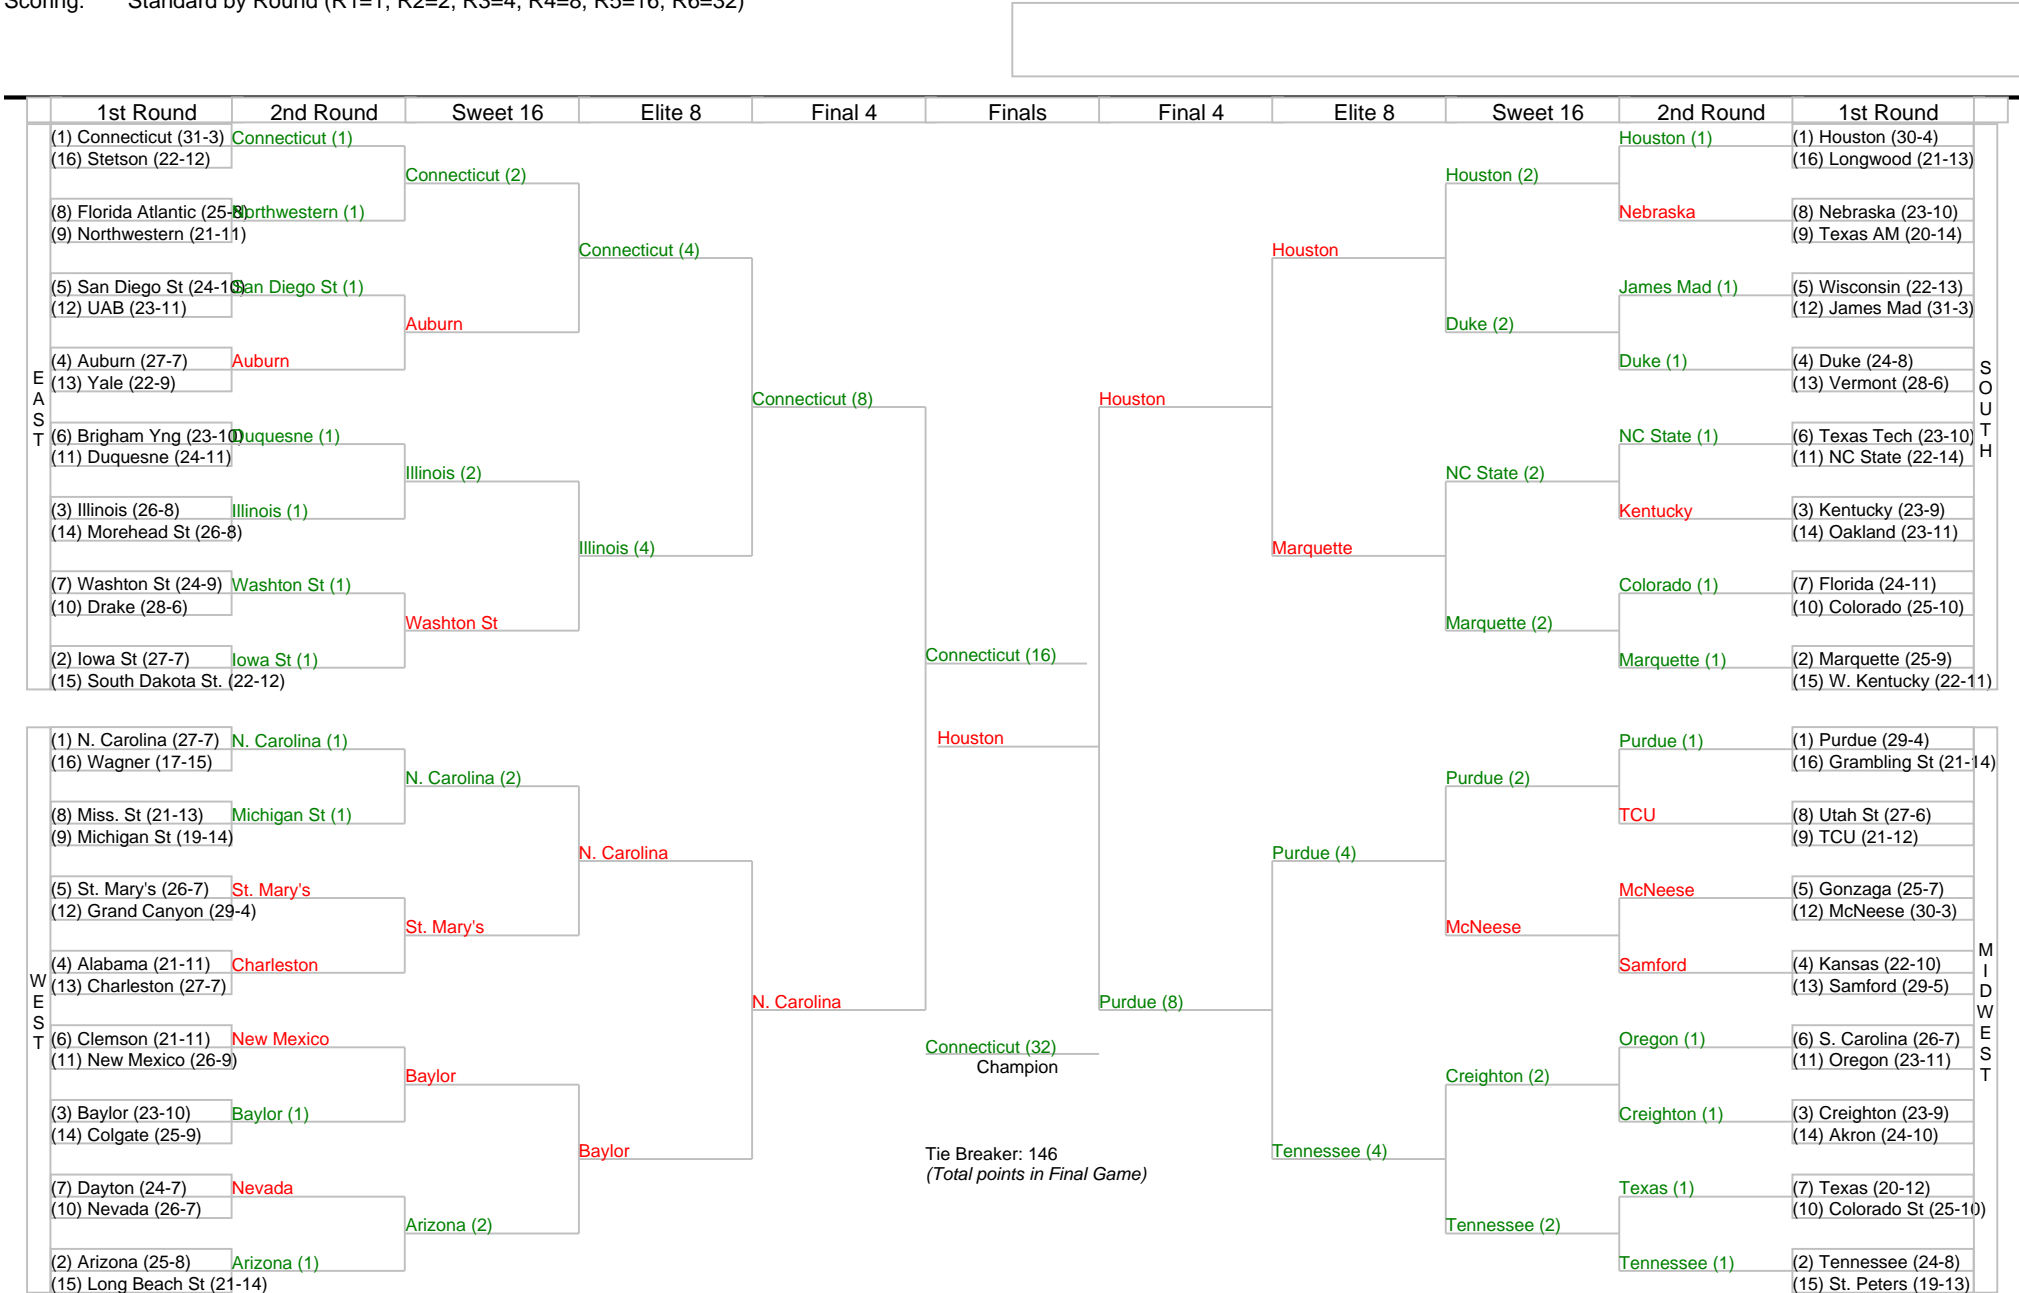 Scoring: Standard by Round (R1=1, R2=2, R3=4, R4=8, R5=16, R6=32)
1st Round 2nd Round Sweet 16 Elite 8 Final 4 Finals Final 4 Elite 8 Sweet 16 2nd Round 1st Round
EAST
(1) Connecticut (31-3)
(16) Stetson (22-12)
(8) Florida Atlantic (25-8)
(9) Northwestern (21-11)
(5) San Diego St (24-10)
(12) UAB (23-11)
(4) Auburn (27-7)
(13) Yale (22-9)
(6) Brigham Yng (23-10)
(11) Duquesne (24-11)
(3) Illinois (26-8)
(14) Morehead St (26-8)
(7) Washton St (24-9)
(10) Drake (28-6)
(2) Iowa St (27-7)
(15) South Dakota St. (22-12)
Connecticut (1)
Northwestern (1)
San Diego St (1)
Auburn
Duquesne (1)
Illinois (1)
Washton St (1)
Iowa St (1)
Connecticut (2)
Auburn
Illinois (2)
Washton St
Connecticut (4)
Illinois (4)
Connecticut (8)
WEST
(1) N. Carolina (27-7)
(16) Wagner (17-15)
(8) Miss. St (21-13)
(9) Michigan St (19-14)
(5) St. Mary's (26-7)
(12) Grand Canyon (29-4)
(4) Alabama (21-11)
(13) Charleston (27-7)
(6) Clemson (21-11)
(11) New Mexico (26-9)
(3) Baylor (23-10)
(14) Colgate (25-9)
(7) Dayton (24-7)
(10) Nevada (26-7)
(2) Arizona (25-8)
(15) Long Beach St (21-14)
N. Carolina (1)
Michigan St (1)
St. Mary's
Charleston
New Mexico
Baylor (1)
Nevada
Arizona (1)
N. Carolina (2)
St. Mary's
Baylor
Arizona (2)
N. Carolina
Baylor
N. Carolina
Connecticut (16)
Houston
Connecticut (32)
Champion
Tie Breaker: 146
(Total points in Final Game)
Houston
Houston
Marquette
Houston (2)
Duke (2)
NC State (2)
Marquette (2)
Houston (1)
Nebraska
James Mad (1)
Duke (1)
NC State (1)
Kentucky
Colorado (1)
Marquette (1)
(1) Houston (30-4)
(16) Longwood (21-13)
(8) Nebraska (23-10)
(9) Texas AM (20-14)
(5) Wisconsin (22-13)
(12) James Mad (31-3)
(4) Duke (24-8)
(13) Vermont (28-6)
(6) Texas Tech (23-10)
(11) NC State (22-14)
(3) Kentucky (23-9)
(14) Oakland (23-11)
(7) Florida (24-11)
(10) Colorado (25-10)
(2) Marquette (25-9)
(15) W. Kentucky (22-11)
SOUTH
Purdue (8)
Purdue (4)
Tennessee (4)
Purdue (2)
McNeese
Creighton (2)
Tennessee (2)
Purdue (1)
TCU
McNeese
Samford
Oregon (1)
Creighton (1)
Texas (1)
Tennessee (1)
(1) Purdue (29-4)
(16) Grambling St (21-14)
(8) Utah St (27-6)
(9) TCU (21-12)
(5) Gonzaga (25-7)
(12) McNeese (30-3)
(4) Kansas (22-10)
(13) Samford (29-5)
(6) S. Carolina (26-7)
(11) Oregon (23-11)
(3) Creighton (23-9)
(14) Akron (24-10)
(7) Texas (20-12)
(10) Colorado St (25-10)
(2) Tennessee (24-8)
(15) St. Peters (19-13)
MIDWEST